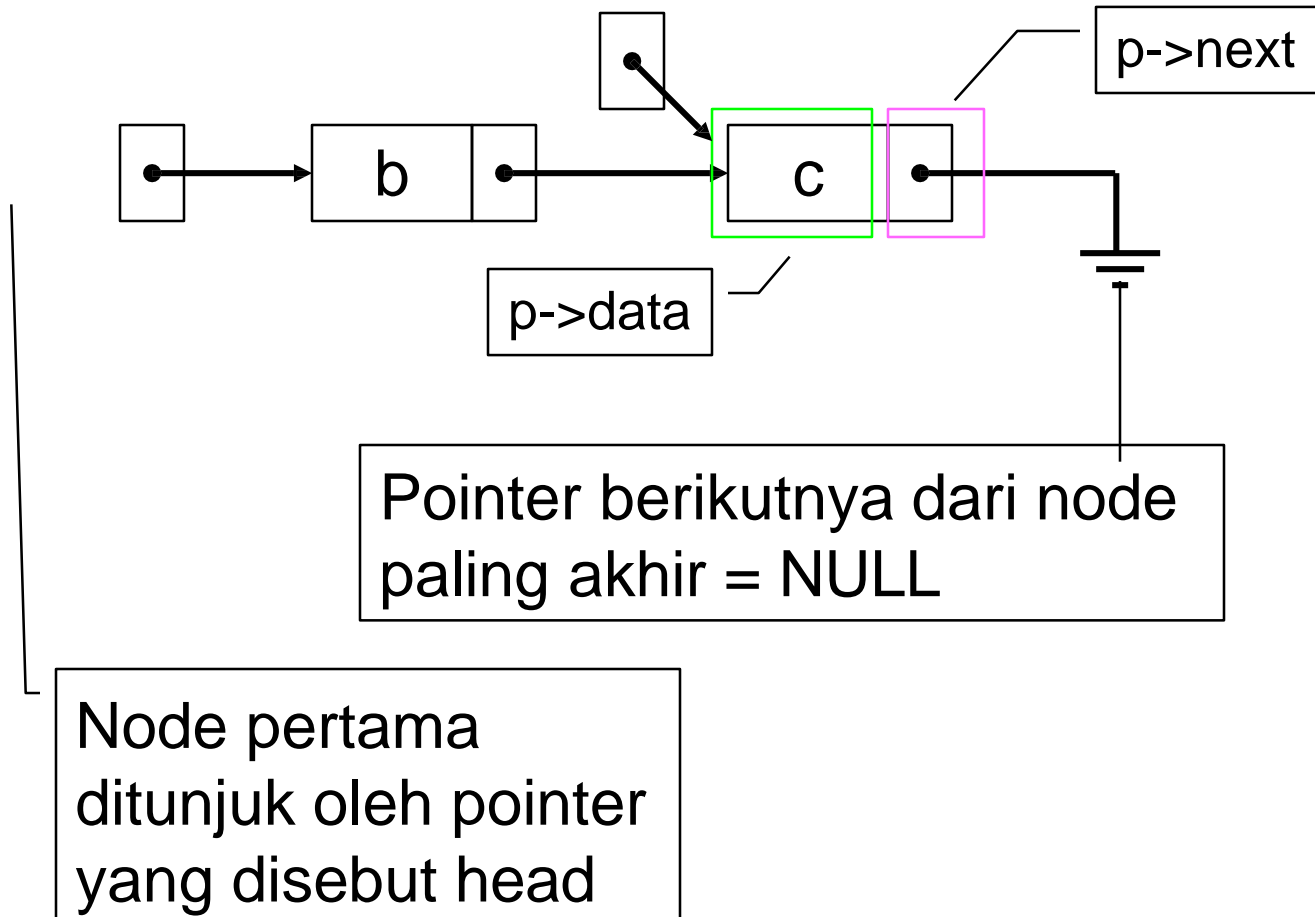 p->next
b
c
p->data
Pointer berikutnya dari node
paling akhir = NULL
Node pertama
ditunjuk oleh pointer
yang disebut head